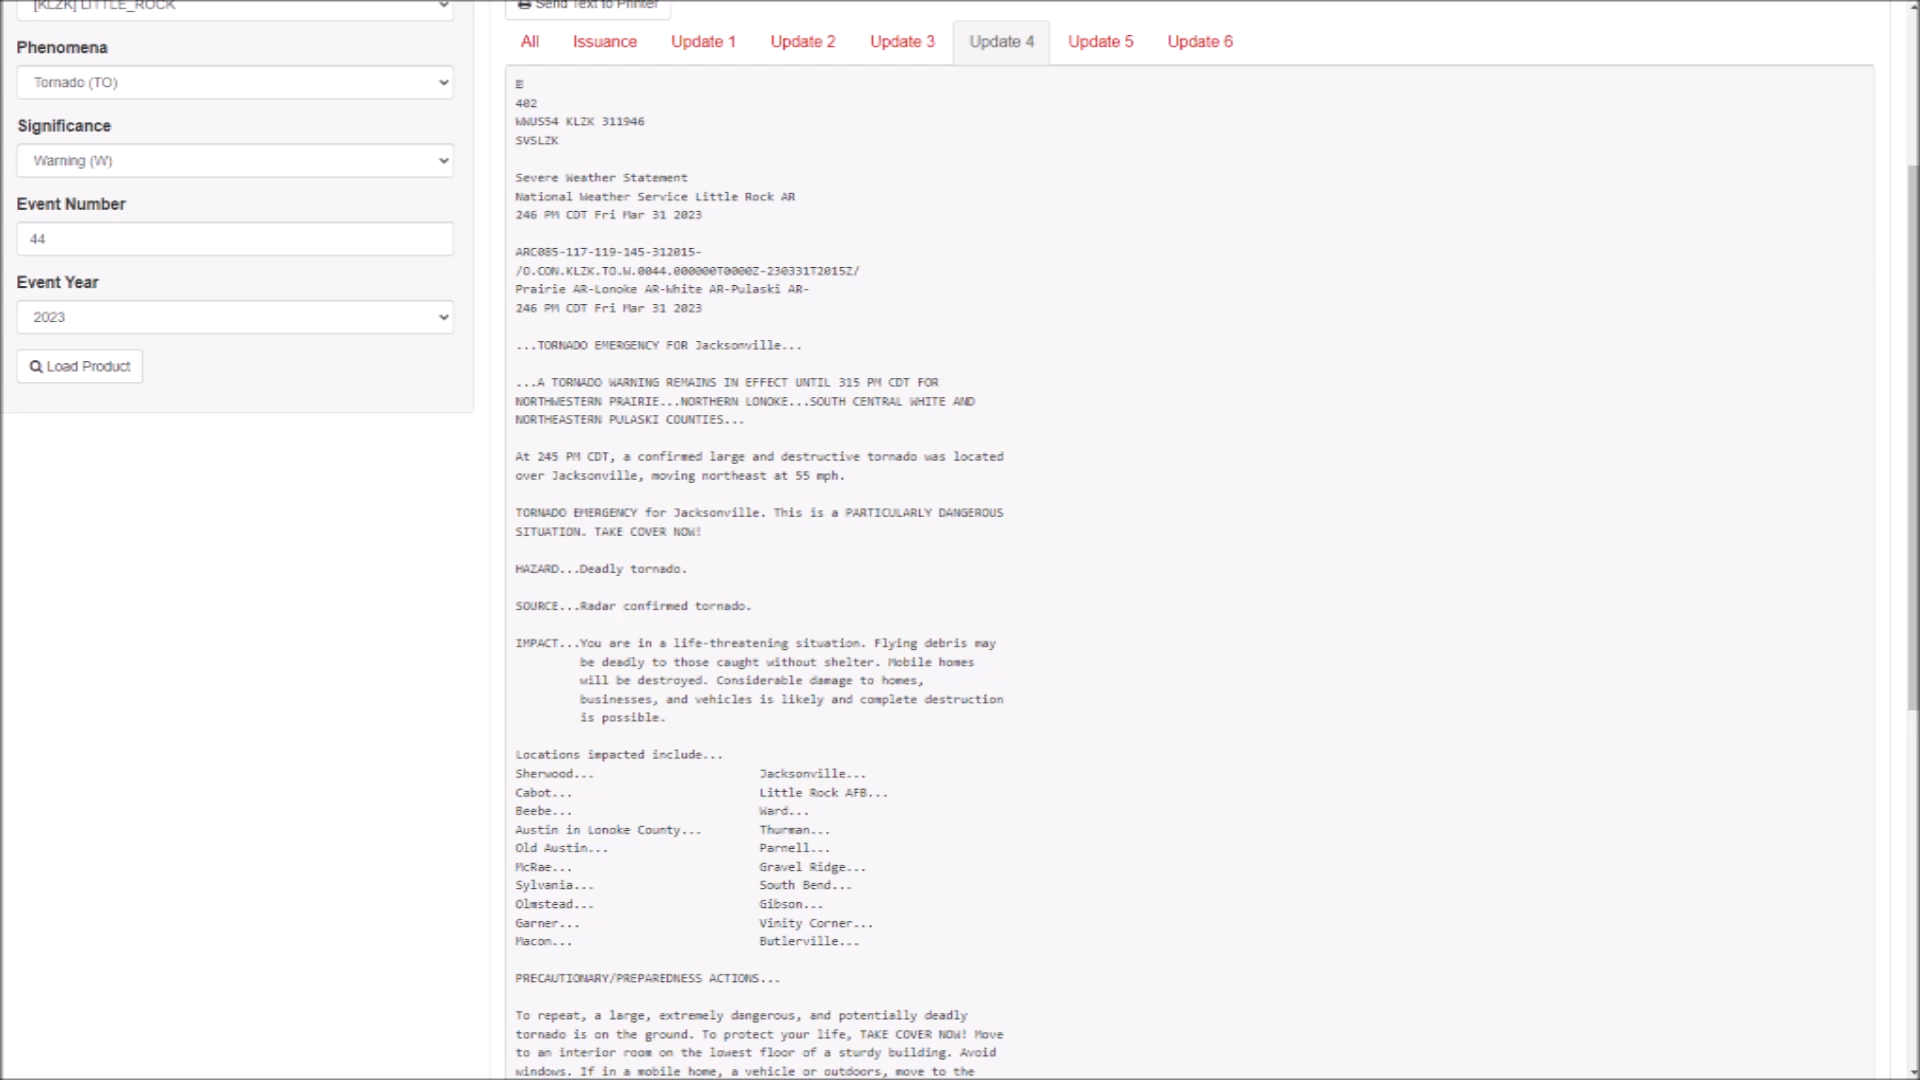 [KLZK] LITTLE_ROCK
Send Text to Printer
Phenomena
Tornado (TO)
Significance
Warning (W)
Event Number
44
Event Year
2023
Load Product
All Issuance Update 1 Update 2 Update 3 Update 4 Update 5 Update 6
402
WWUS54 KLZK 311946
SVSLZK
Severe Weather Statement
National Weather Service Little Rock AR
246 PM CDT Fri Mar 31 2023
ARC085-117-119-145-312015-
/O.CON.KLZK.TO.W.0044.000000T0000Z-230331T2015Z/
Prairie AR-Lonoke AR-White AR-Pulaski AR-
246 PM CDT Fri Mar 31 2023
...TORNADO EMERGENCY FOR Jacksonville...
...A TORNADO WARNING REMAINS IN EFFECT UNTIL 315 PM CDT FOR
NORTHWESTERN PRAIRIE...NORTHERN LONOKE...SOUTH CENTRAL WHITE AND
NORTHEASTERN PULASKI COUNTIES...
At 245 PM CDT, a confirmed large and destructive tornado was located
over Jacksonville, moving northeast at 55 mph.
TORNADO EMERGENCY for Jacksonville. This is a PARTICULARLY DANGEROUS
SITUATION. TAKE COVER NOW!
HAZARD...Deadly tornado.
SOURCE...Radar confirmed tornado.
IMPACT...You are in a life-threatening situation. Flying debris may
be deadly to those caught without shelter. Mobile homes
will be destroyed. Considerable damage to homes,
businesses, and vehicles is likely and complete destruction
is possible.
Locations impacted include...
Sherwood... Jacksonville...
Cabot... Little Rock AFB...
Beebe... Ward...
Austin in Lonoke County... Thurman...
Old Austin... Parnell...
McRae... Gravel Ridge...
Sylvania... South Bend...
Olmstead... Gibson...
Garner... Vinity Corner...
Macon... Butlerville...
PRECAUTIONARY/PREPAREDNESS ACTIONS...
To repeat, a large, extremely dangerous, and potentially deadly
tornado is on the ground. To protect your life, TAKE COVER NOW! Move
to an interior room on the lowest floor of a sturdy building. Avoid
windows. If in a mobile home, a vehicle or outdoors, move to the